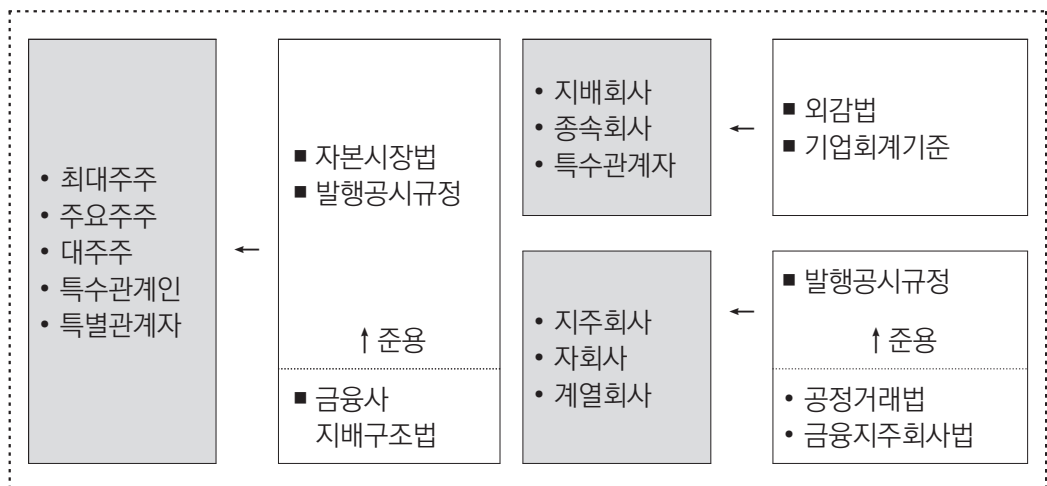 • 최대주주
• 주요주주
• 대주주
• 특수관계인
• 특별관계자
←
■ 자본시장법
■ 발행공시규정
↑ 준용
■ 금융사
지배구조법
• 지배회사
• 종속회사
• 특수관계자
←
■ 외감법
■ 기업회계기준
• 지주회사
• 자회사
• 계열회사
←
■ 발행공시규정
↑ 준용
• 공정거래법
• 금융지주회사법